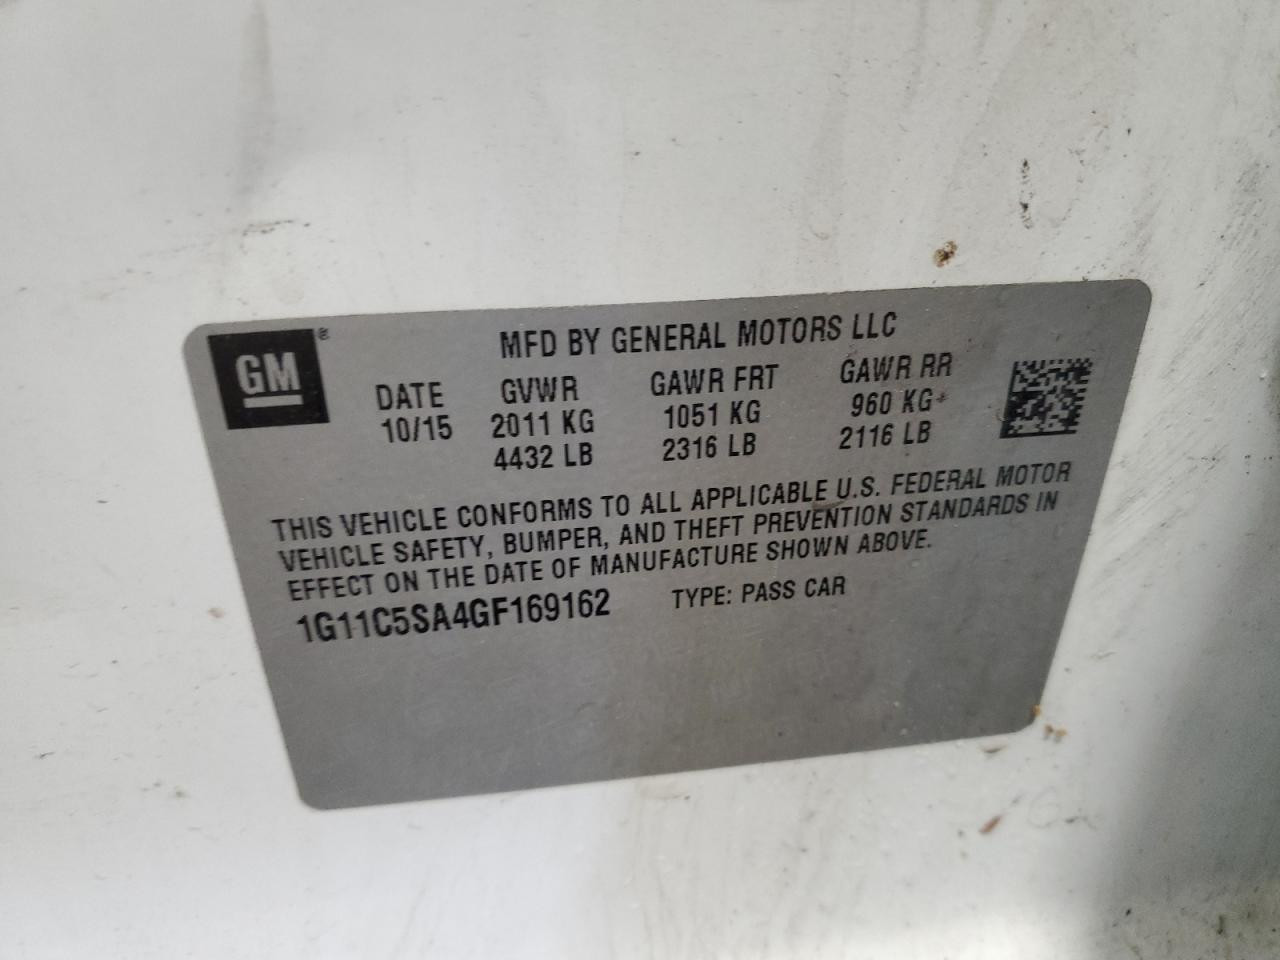 GM ®
MFD BY GENERAL MOTORS LLC
DATE GVWR GAWR FRT GAWR RR
10/15 2011 KG 1051 KG 960 KG
4432 LB 2316 LB 2116 LB
THIS VEHICLE CONFORMS TO ALL APPLICABLE U.S. FEDERAL MOTOR
VEHICLE SAFETY, BUMPER, AND THEFT PREVENTION STANDARDS IN
EFFECT ON THE DATE OF MANUFACTURE SHOWN ABOVE.
1G11C5SA4GF169162 TYPE: PASS CAR